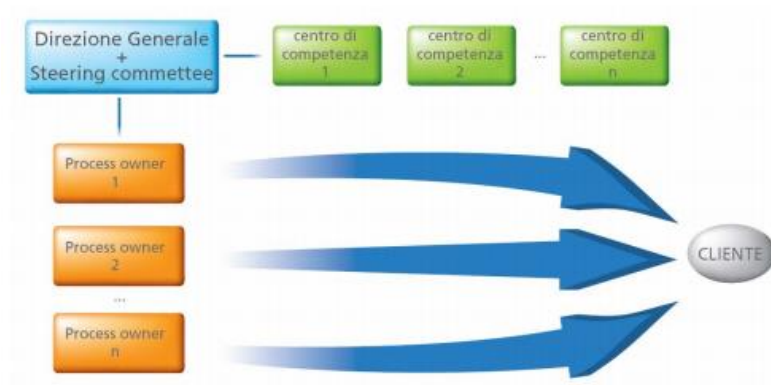 Direzione Generale
+
Steering commettee
centro di
competenza
1
centro di
competenza
2
...
centro di
competenza
n
Process owner
1
Process owner
2
...
Process owner
n
CLIENTE